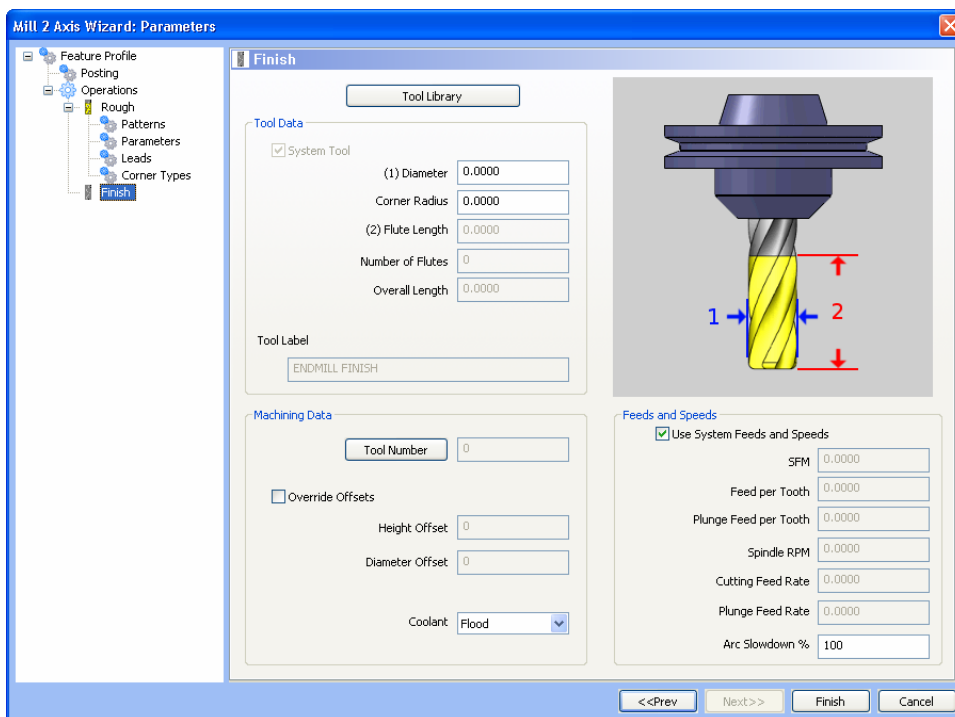 Mill 2 Axis Wizard: Parameters
Feature Profile
Posting
Operations
Rough
Patterns
Parameters
Leads
Corner Types
Finish
Finish
Tool Library
Tool Data
System Tool
(1) Diameter 0.0000
Corner Radius 0.0000
(2) Flute Length 0.0000
Number of Flutes 0
Overall Length 0.0000
Tool Label
ENDMILL FINISH
1
2
Machining Data
Tool Number 0
Override Offsets
Height Offset 0
Diameter Offset 0
Coolant Flood
Feeds and Speeds
Use System Feeds and Speeds
SFM 0.0000
Feed per Tooth 0.0000
Plunge Feed per Tooth 0.0000
Spindle RPM 0.0000
Cutting Feed Rate 0.0000
Plunge Feed Rate 0.0000
Arc Slowdown % 100
<<Prev
Next>>
Finish
Cancel